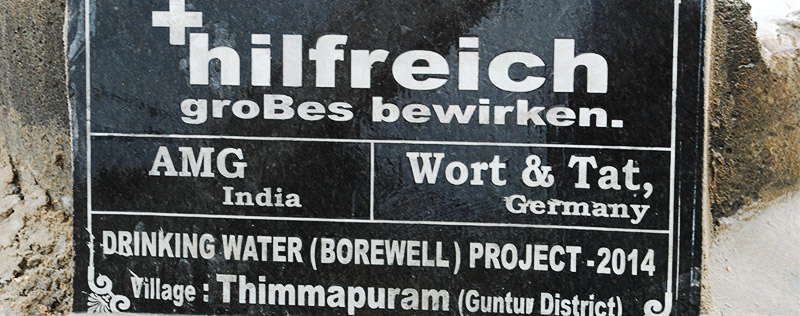 +hilfreich
groBes bewirken.
AMG
India
Wort & Tat,
Germany
DRINKING WATER (BOREWELL) PROJECT - 2014
Village : Thimmapuram (Guntur District)